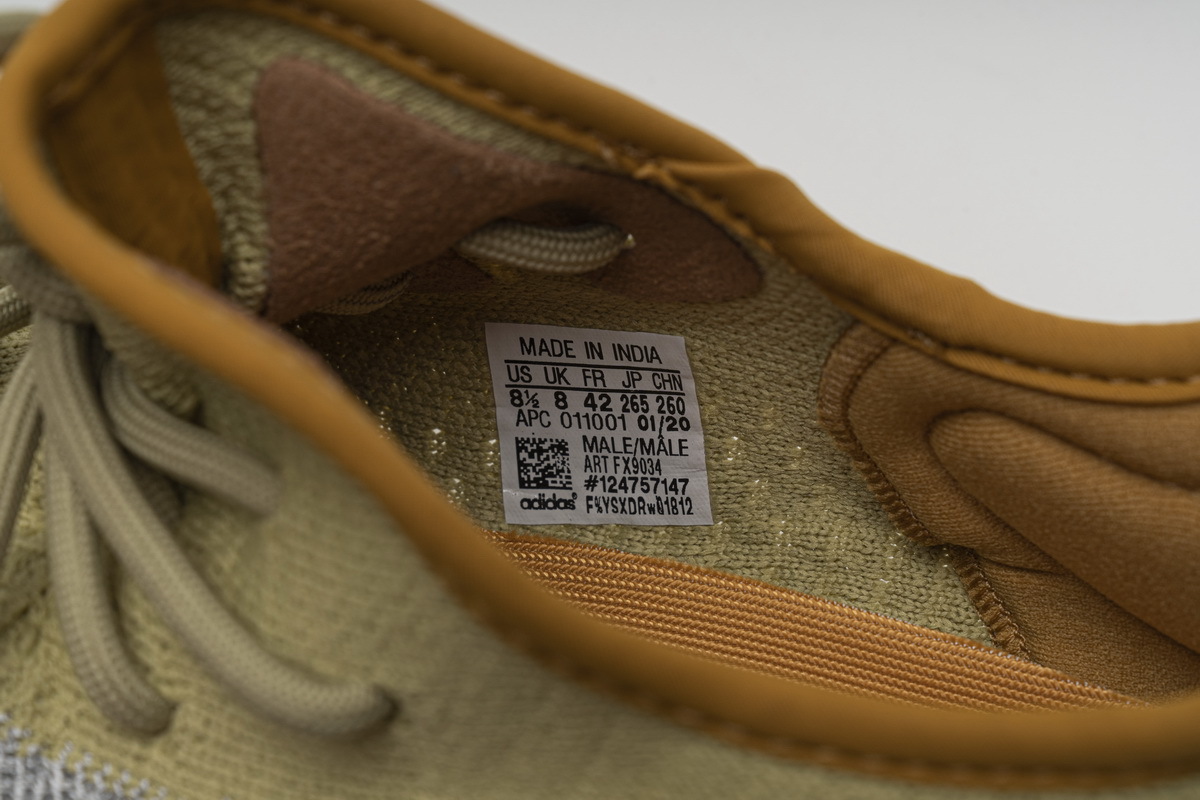 MADE IN INDIA
US UK FR JP CHN
8½ 8 42 265 260
APC 011001 01/20
MALE/MÂLE
ART FX9034
#124757147
adidas® F%YSXDRwQ1812